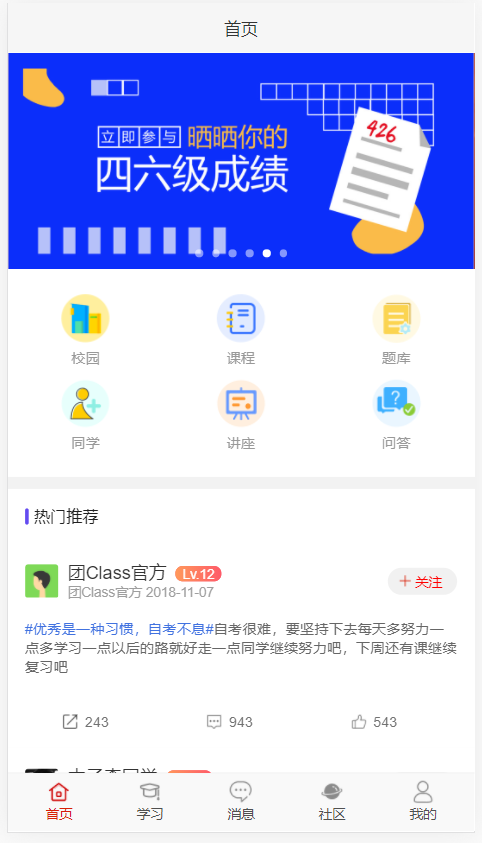 首页
立即参与 晒晒你的
四六级成绩
426
校园 课程 题库
同学 讲座 问答
热门推荐
团Class官方 Lv.12
团Class官方 2018-11-07
+ 关注
#优秀是一种习惯，自考不息#自考很难，要坚持下去每天多努力一
点多学习一点以后的路就好走一点同学继续努力吧，下周还有课继续
复习吧
243 943 543
首页 学习 消息 社区 我的